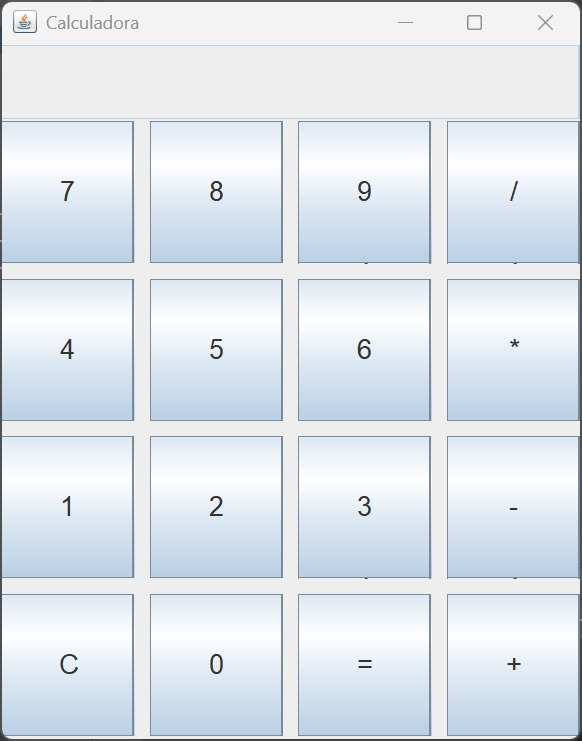 Calculadora
7 8 9 /
4 5 6 *
1 2 3 -
C 0 = +